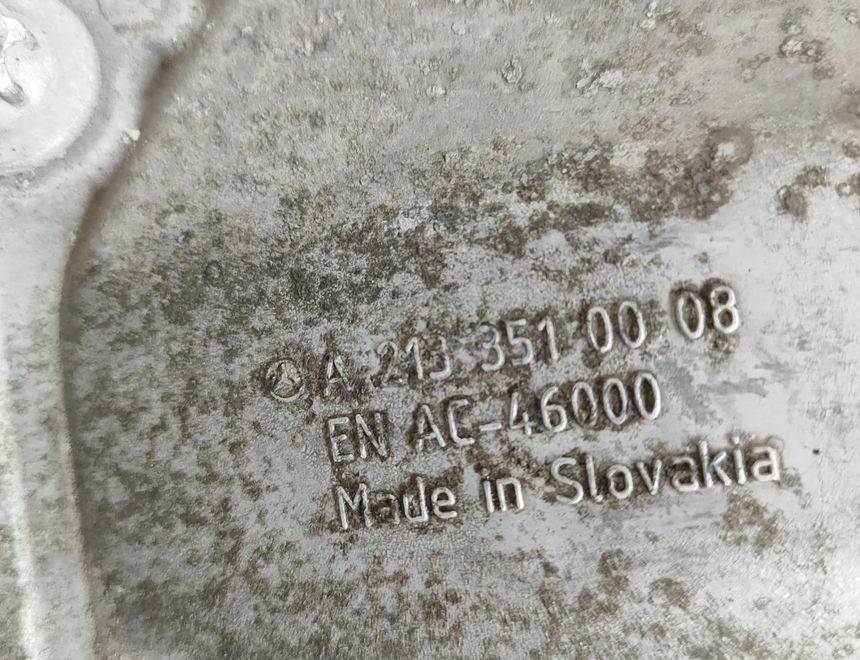 A 213 351 00 08
EN AC-46000
Made in Slovakia